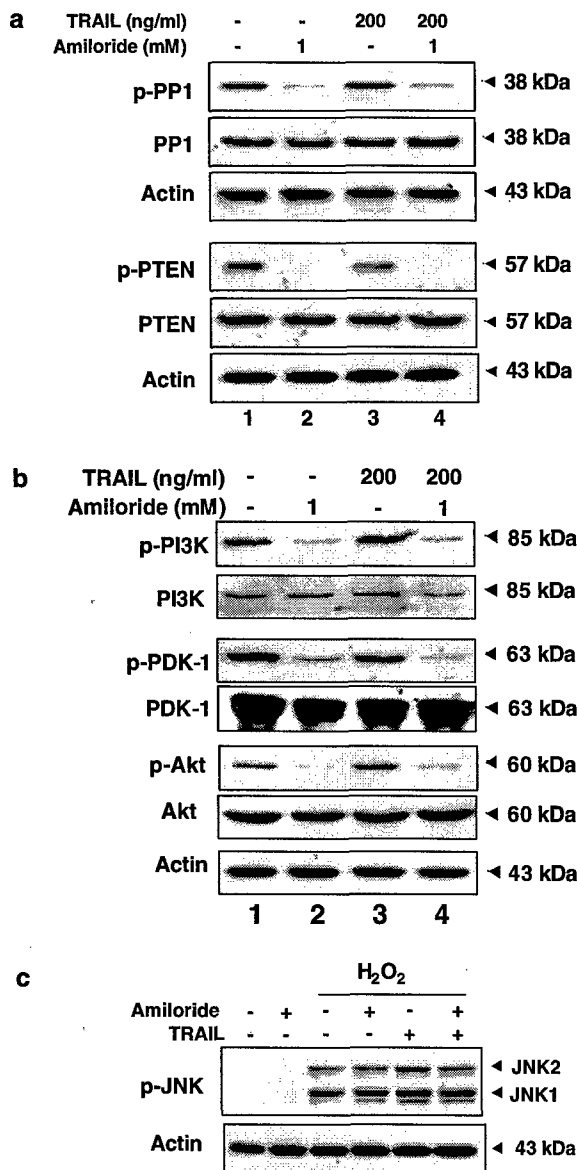 a
TRAIL (ng/ml) - - 200 200
Amiloride (mM) - 1 - 1
p-PP1 ◄ 38 kDa
PP1 ◄ 38 kDa
Actin ◄ 43 kDa
p-PTEN ◄ 57 kDa
PTEN ◄ 57 kDa
Actin ◄ 43 kDa
1 2 3 4
b
TRAIL (ng/ml) - - 200 200
Amiloride (mM) - 1 - 1
p-PI3K ◄ 85 kDa
PI3K ◄ 85 kDa
p-PDK-1 ◄ 63 kDa
PDK-1 ◄ 63 kDa
p-Akt ◄ 60 kDa
Akt ◄ 60 kDa
Actin ◄ 43 kDa
1 2 3 4
c
H₂O₂
Amiloride - + - + - +
TRAIL - - - - + +
p-JNK ◄ JNK2
◄ JNK1
Actin ◄ 43 kDa